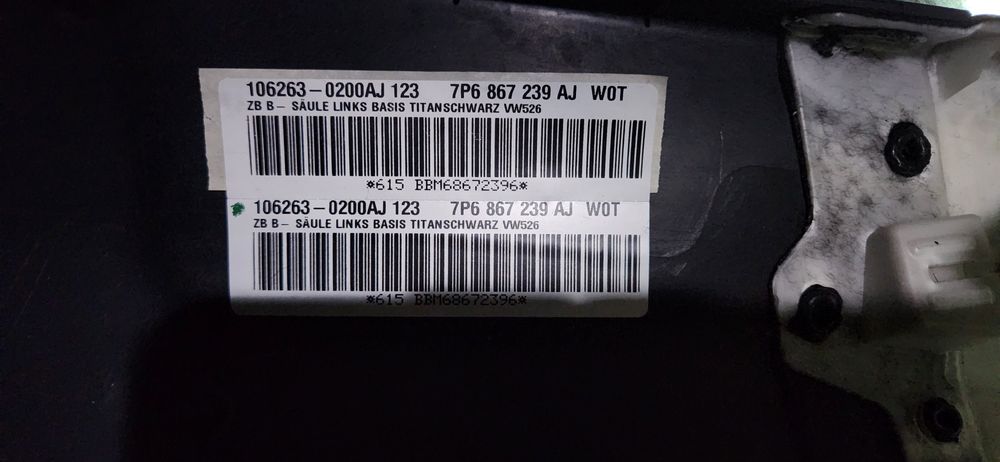 106263-0200AJ 123 7P6 867 239 AJ W0T
ZB B- SÄULE LINKS BASIS TITANSCHWARZ VW526
*615 BBM68672396*
106263-0200AJ 123 7P6 867 239 AJ W0T
ZB B- SÄULE LINKS BASIS TITANSCHWARZ VW526
*615 BBM68672396*